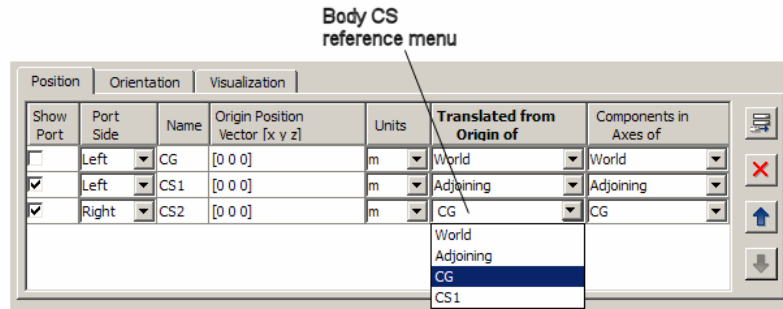 Body CS
reference menu
Position Orientation Visualization
Show Port Name Origin Position Units Translated from Components in
Port Side Vector [x y z] Origin of Axes of
Left CG [0 0 0] m World World
Left CS1 [0 0 0] m Adjoining Adjoining
Right CS2 [0 0 0] m CG CG
World
Adjoining
CG
CS1